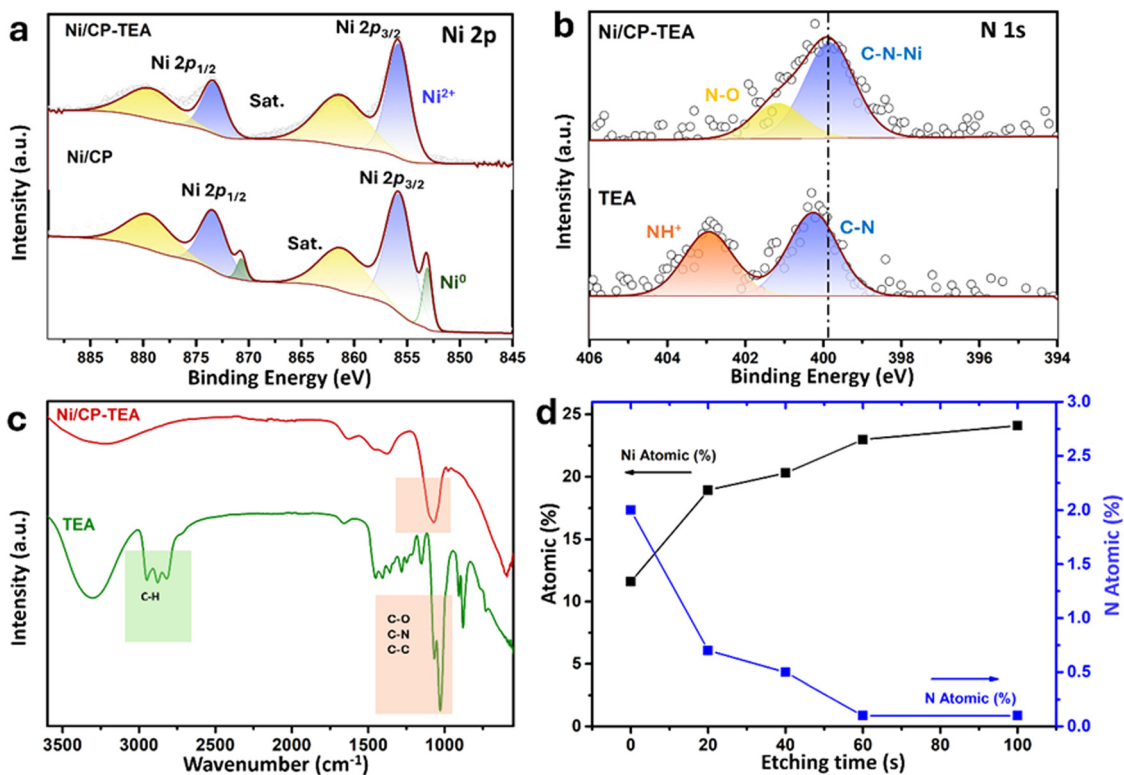 a
Ni/CP-TEA
Ni 2p
Ni 2p3/2
Ni 2p1/2
Sat.
Ni2+
Ni/CP
Ni 2p3/2
Ni 2p1/2
Sat.
Ni0
Intensity (a.u.)
885 880 875 870 865 860 855 850 845
Binding Energy (eV)
b
Ni/CP-TEA
N 1s
C-N-Ni
N-O
TEA
NH+
C-N
Intensity (a.u.)
406 404 402 400 398 396 394
Binding Energy (eV)
c
Ni/CP-TEA
TEA
C-H
C-O
C-N
C-C
Intensity (a.u.)
3500 3000 2500 2000 1500 1000
Wavenumber (cm-1)
d
25
20
15
10
5
0
Atomic (%)
Ni Atomic (%)
N Atomic (%)
3.0
2.5
2.0
1.5
1.0
0.5
0.0
N Atomic (%)
0 20 40 60 80 100
Etching time (s)